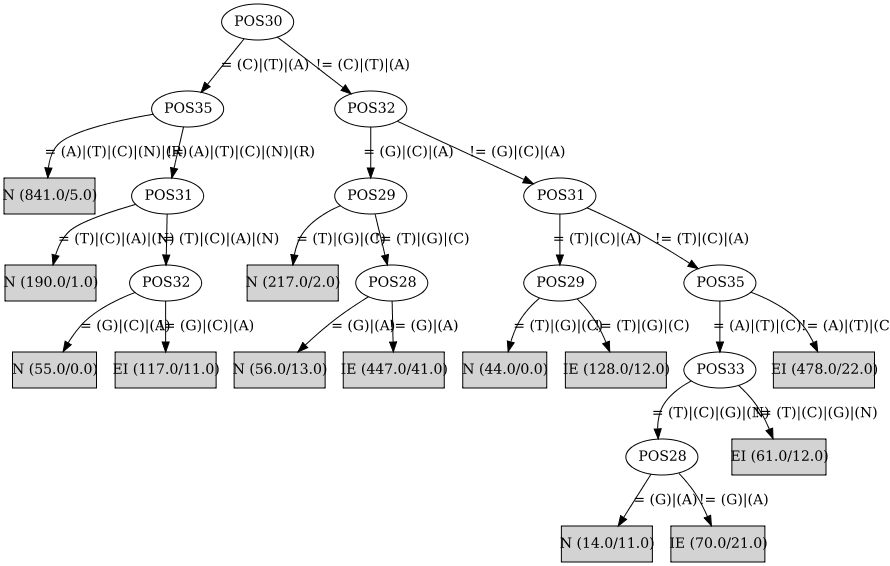 POS30
= (C)|(T)|(A) != (C)|(T)|(A)
POS35 POS32
= (A)|(T)|(C)|(N)|(R) != (A)|(T)|(C)|(N)|(R) = (G)|(C)|(A) != (G)|(C)|(A)
N (841.0/5.0) POS31 POS29 POS31
= (T)|(C)|(A)|(N) != (T)|(C)|(A)|(N) = (T)|(G)|(C) != (T)|(G)|(C) = (T)|(C)|(A) != (T)|(C)|(A)
N (190.0/1.0) POS32 N (217.0/2.0) POS28 POS29 POS35
= (G)|(C)|(A) != (G)|(C)|(A) = (G)|(A) != (G)|(A) = (T)|(G)|(C) != (T)|(G)|(C) = (A)|(T)|(C) != (A)|(T)|(C
N (55.0/0.0) EI (117.0/11.0) N (56.0/13.0) IE (447.0/41.0) N (44.0/0.0) IE (128.0/12.0) POS33 EI (478.0/22.0)
= (T)|(C)|(G)|(N) != (T)|(C)|(G)|(N)
POS28 EI (61.0/12.0)
= (G)|(A) != (G)|(A)
N (14.0/11.0) IE (70.0/21.0)